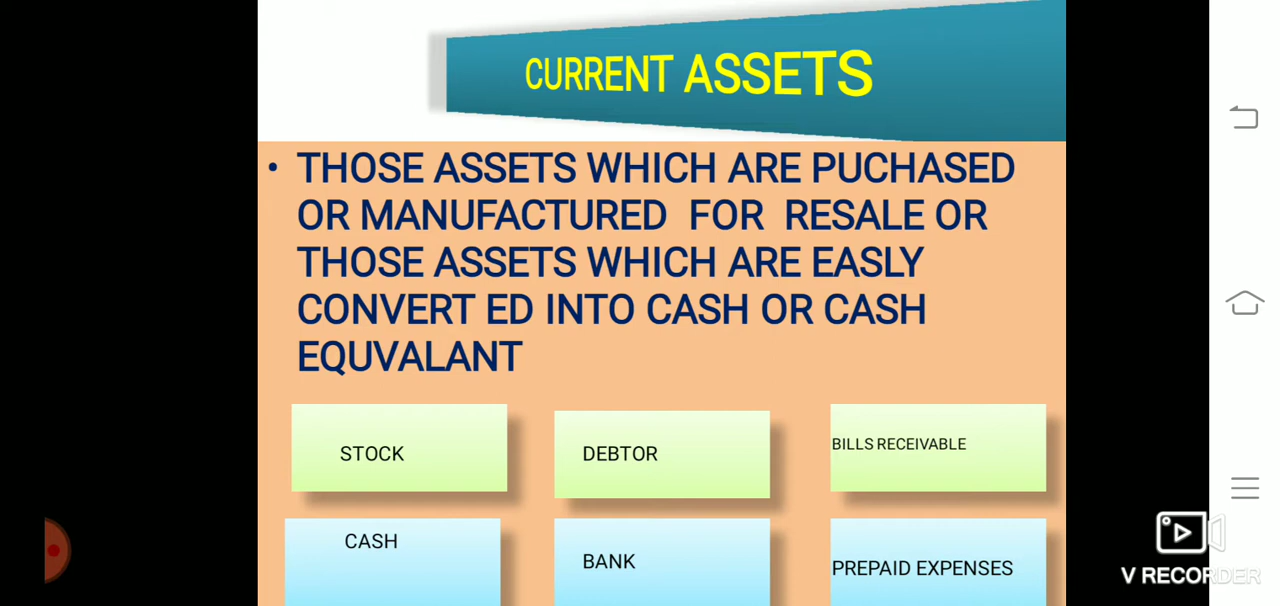 CURRENT ASSETS
• THOSE ASSETS WHICH ARE PUCHASED
OR MANUFACTURED FOR RESALE OR
THOSE ASSETS WHICH ARE EASLY
CONVERT ED INTO CASH OR CASH
EQUVALANT
STOCK
DEBTOR
BILLS RECEIVABLE
CASH
BANK
PREPAID EXPENSES
V RECORDER